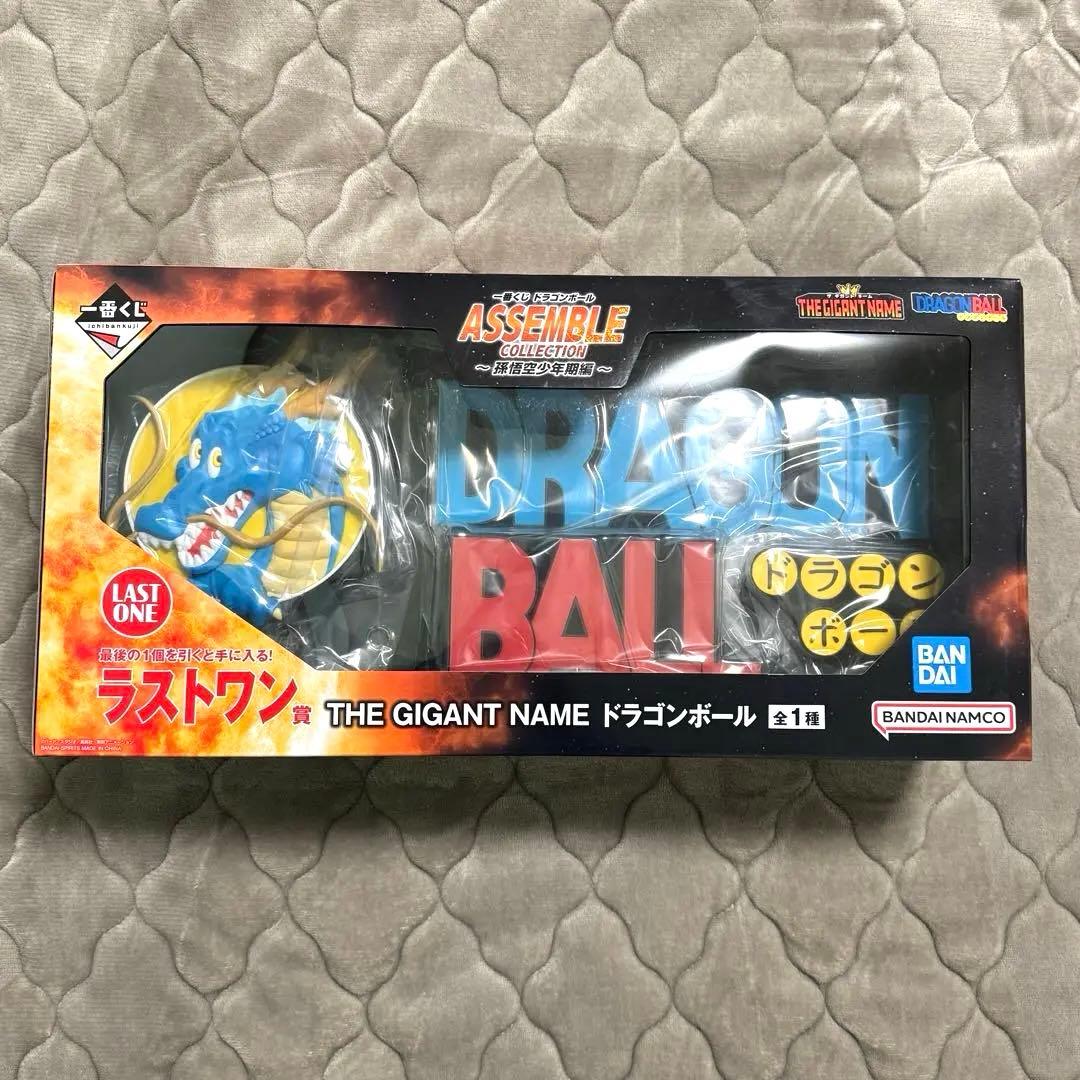 一番くじ
ichibankuji
一番くじ ドラゴンボール
ASSEMBLE
COLLECTION
～ 孫悟空少年期編 ～
THE GIGANT NAME
DRAGON BALL
DRAGON
BALL
ドラゴン
ボー
LAST
ONE
最後の1個を引くと手に入る!
ラストワン賞
THE GIGANT NAME ドラゴンボール 全1種
BAN
DAI
BANDAI NAMCO
BANDAI SPIRITS MADE IN CHINA